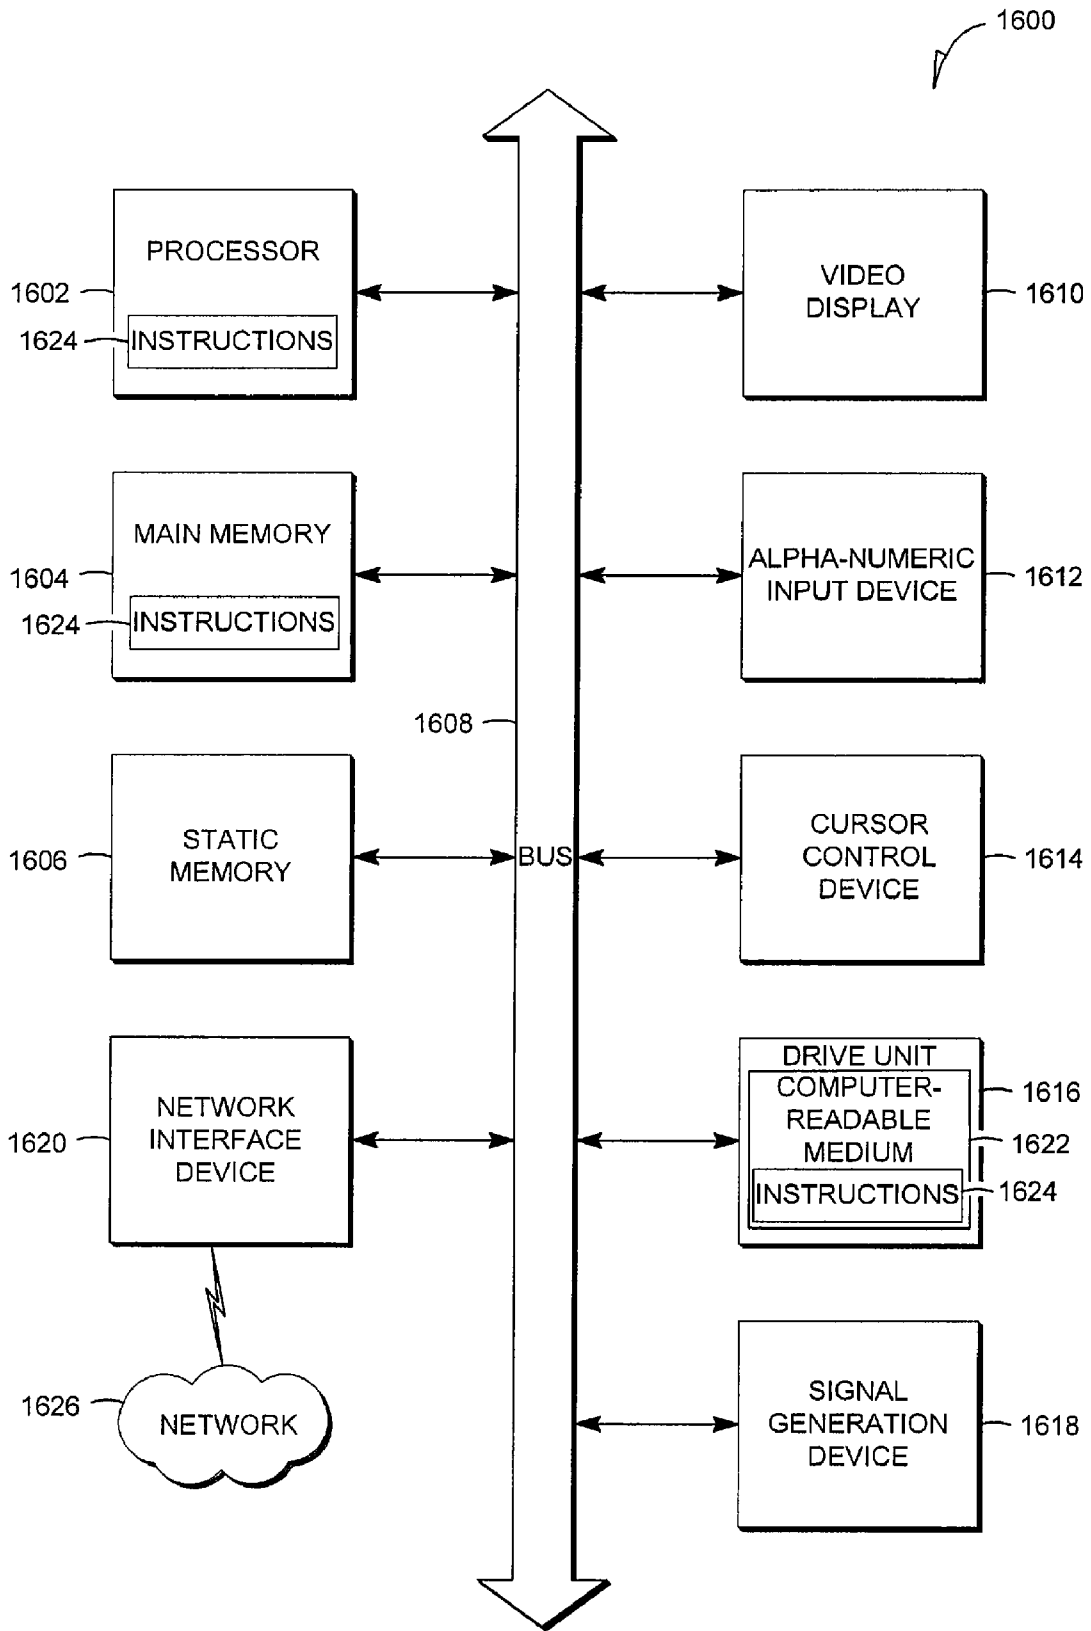 1600
PROCESSOR
1602
1624
INSTRUCTIONS
VIDEO
DISPLAY
1610
MAIN MEMORY
1604
1624
INSTRUCTIONS
ALPHA-NUMERIC
INPUT DEVICE
1612
1608
STATIC
MEMORY
1606
BUS
CURSOR
CONTROL
DEVICE
1614
NETWORK
INTERFACE
DEVICE
1620
DRIVE UNIT
COMPUTER-
READABLE
MEDIUM
INSTRUCTIONS
1616
1622
1624
1626
NETWORK
SIGNAL
GENERATION
DEVICE
1618